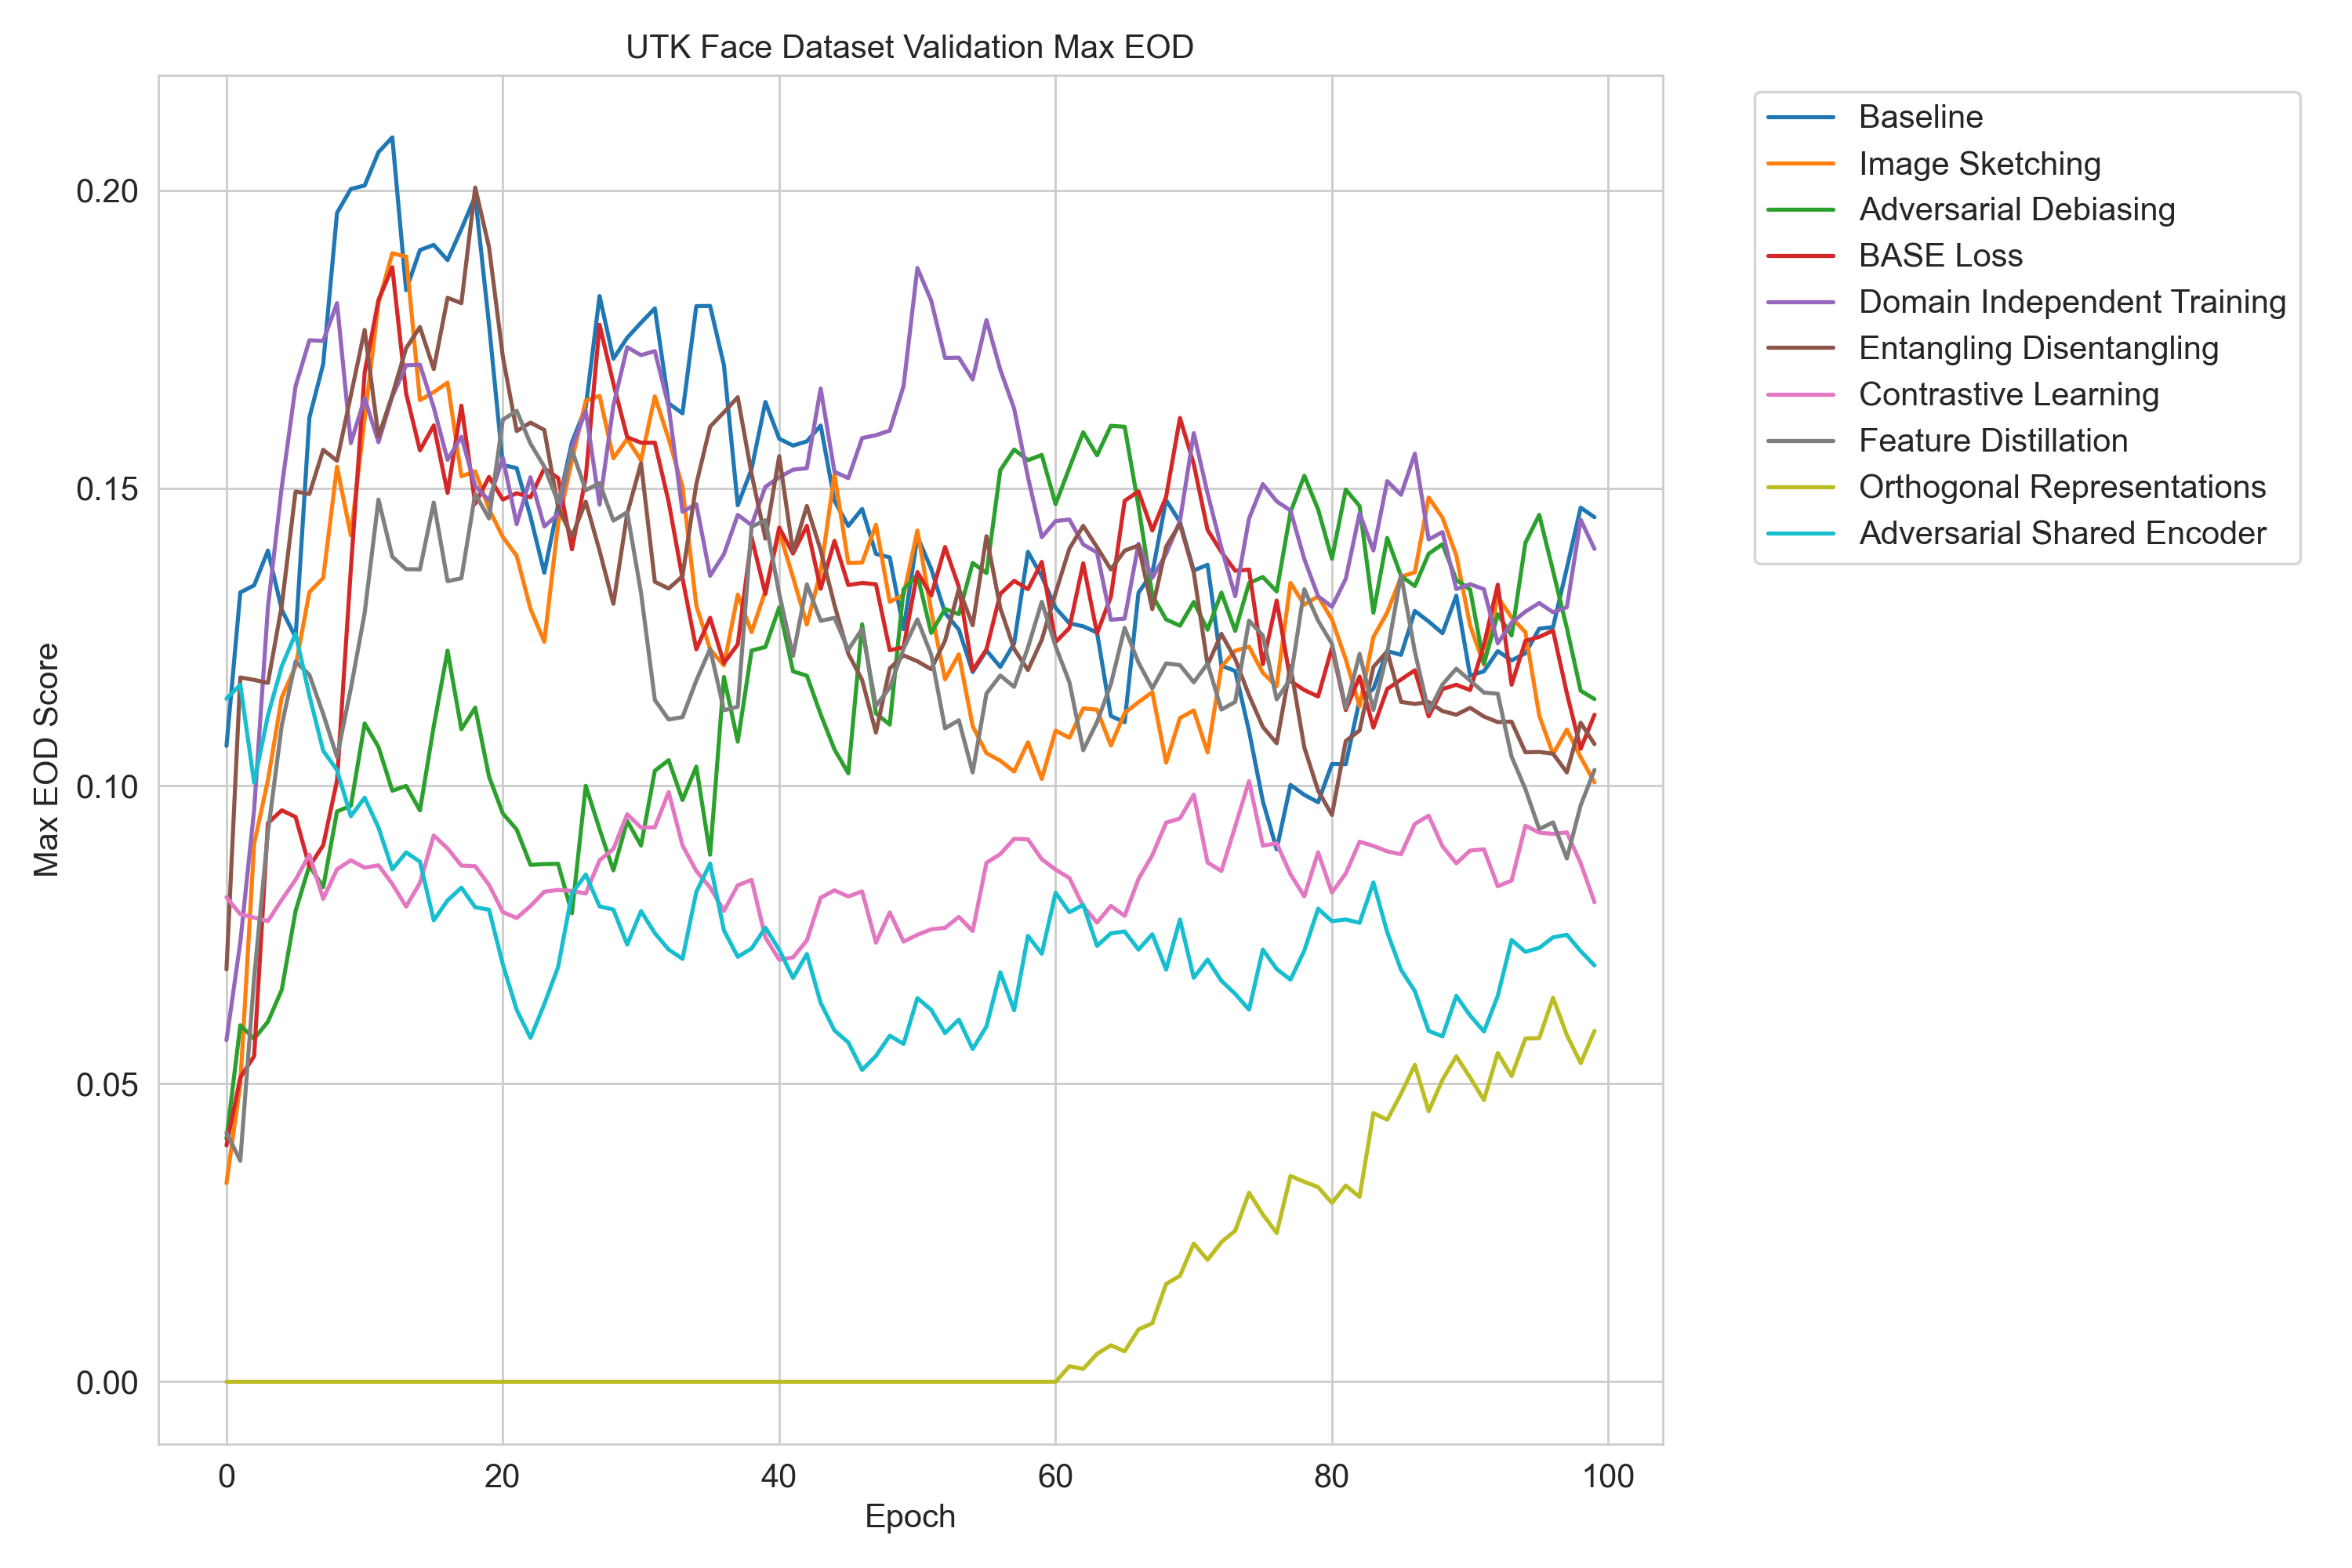 UTK Face Dataset Validation Max EOD
Max EOD Score
0.20
0.15
0.10
0.05
0.00
0
20
40
60
80
100
Epoch
Baseline
Image Sketching
Adversarial Debiasing
BASE Loss
Domain Independent Training
Entangling Disentangling
Contrastive Learning
Feature Distillation
Orthogonal Representations
Adversarial Shared Encoder